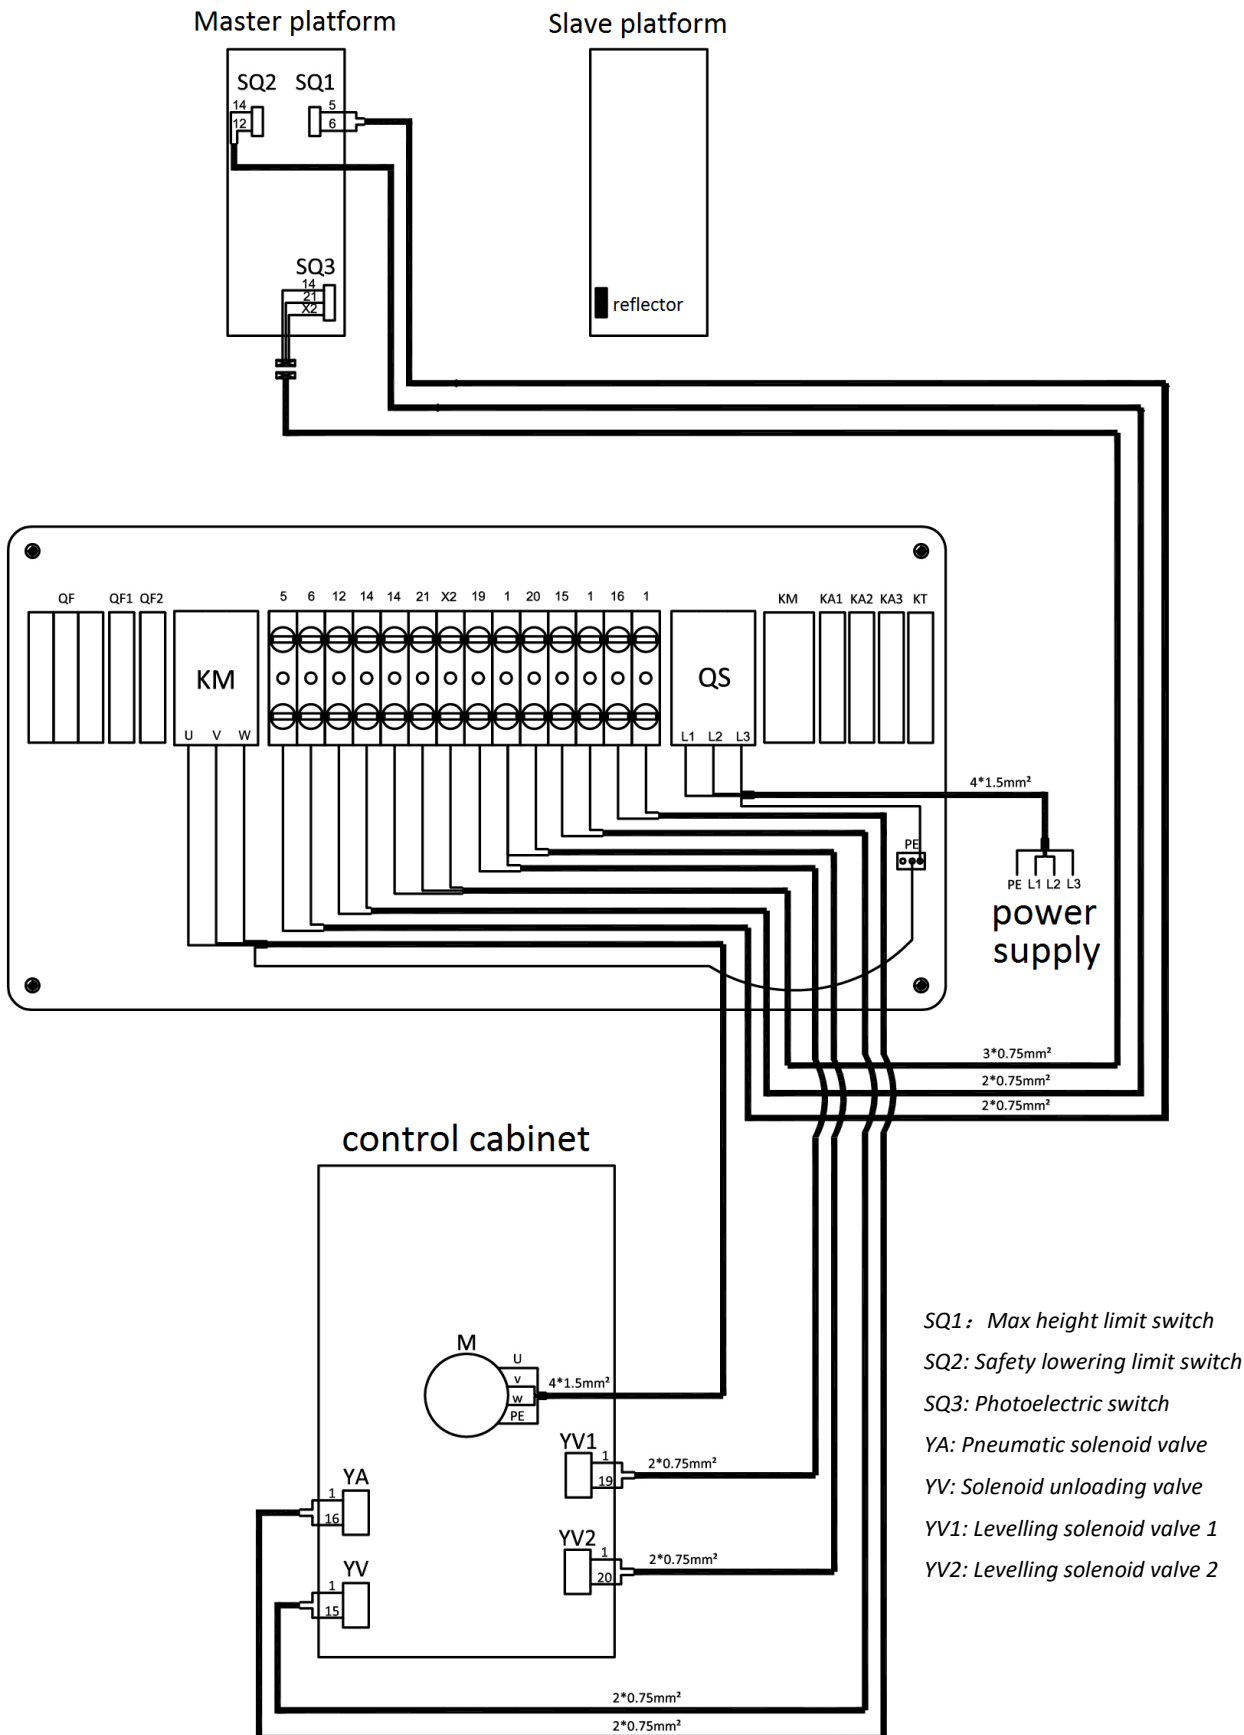 Master platform
Slave platform
SQ2 SQ1
14
12
5
6
SQ3
14
21
X2
reflector
QF QF1 QF2
5 6 12 14 14 21 X2 19 1 20 15 1 16 1
KM KA1 KA2 KA3 KT
KM
QS
U V W
L1 L2 L3
4*1.5mm²
PE
PE L1 L2 L3
power
supply
3*0.75mm²
2*0.75mm²
2*0.75mm²
control cabinet
M
U
V
W
PE
4*1.5mm²
YV1
1
19
2*0.75mm²
YA
1
16
YV2
1
20
2*0.75mm²
YV
1
15
SQ1： Max height limit switch
SQ2: Safety lowering limit switch
SQ3: Photoelectric switch
YA: Pneumatic solenoid valve
YV: Solenoid unloading valve
YV1: Levelling solenoid valve 1
YV2: Levelling solenoid valve 2
2*0.75mm²
2*0.75mm²